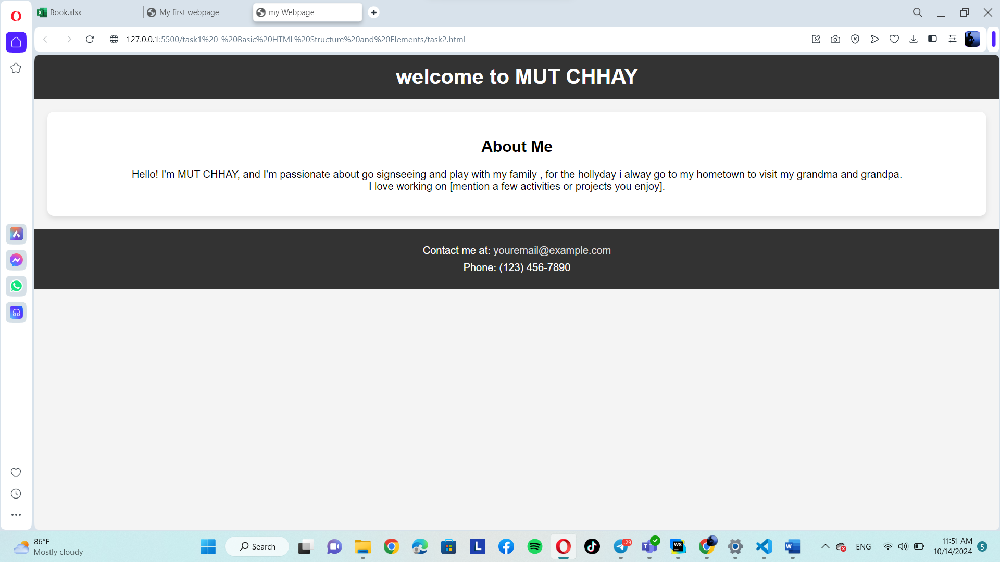 Book.xlsx
My first webpage
my Webpage
127.0.0.1:5500/task1%20-%20Basic%20HTML%20Structure%20and%20Elements/task2.html
welcome to MUT CHHAY
About Me
Hello! I'm MUT CHHAY, and I'm passionate about go signseeing and play with my family , for the hollyday i alway go to my hometown to visit my grandma and grandpa.
I love working on [mention a few activities or projects you enjoy].
Contact me at: youremail@example.com
Phone: (123) 456-7890
86°F
Mostly cloudy
Search
L
..29
T
WS
W
ENG
11:51 AM
10/14/2024
5